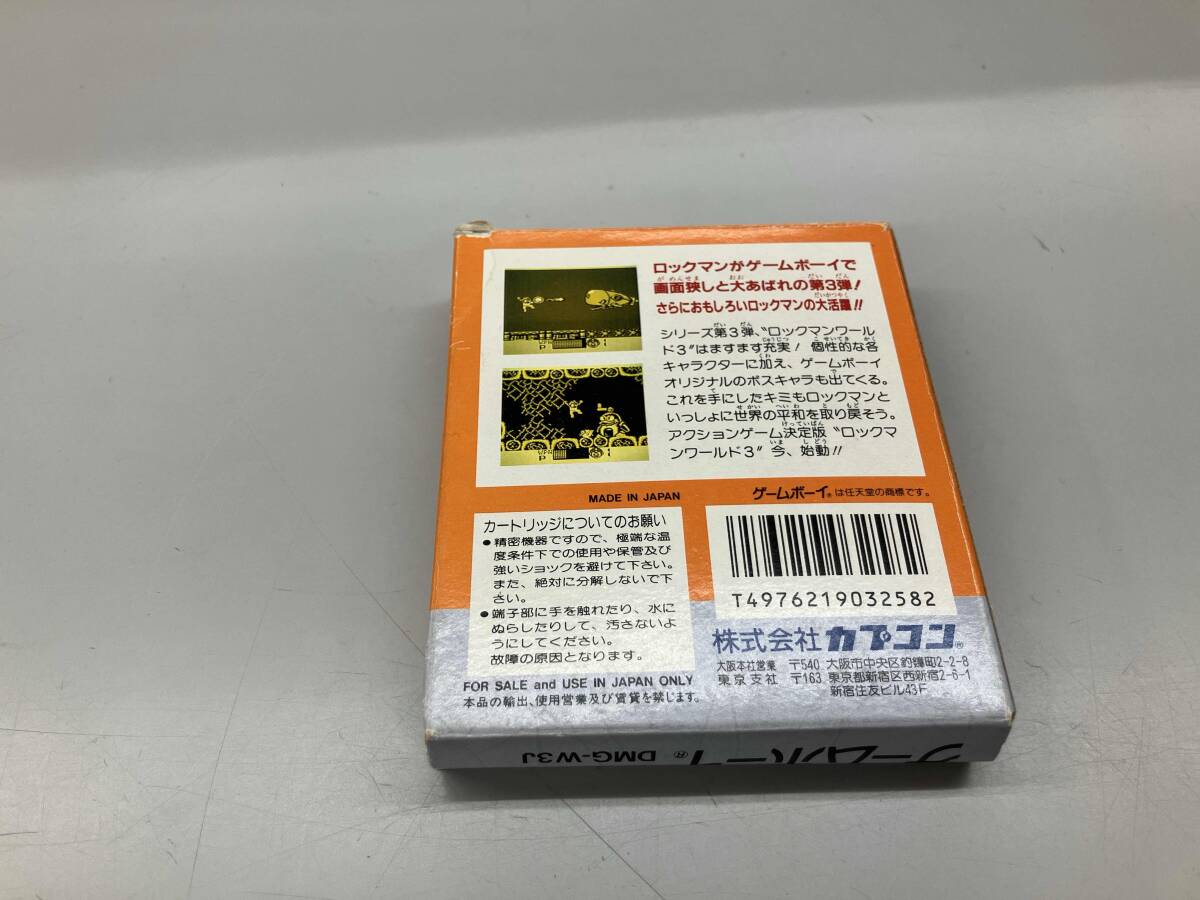 ロックマンがゲームボーイで
画面狭しと大あばれの第3弾!
さらにおもしろいロックマンの大活躍!!
シリーズ第3弾、“ロックマンワール
ド3”はますます充実! 個性的な各
キャラクターに加え、ゲームボーイ
オリジナルのボスキャラも出てくる。
これを手にしたキミもロックマンと
いっしょに世界の平和を取り戻そう。
アクションゲーム決定版 “ロックマ
ンワールド3” 今、始動!!
MADE IN JAPAN
ゲームボーイ®は任天堂の商標です。
カートリッジについてのお願い
●精密機器ですので、極端な温
度条件下での使用や保管及び
強いショックを避けて下さい。
また、絶対に分解しないで下
さい。
●端子部に手を触れたり、水に
ぬらしたりして、汚さないよ
うにしてください。
故障の原因となります。
FOR SALE and USE IN JAPAN ONLY
本品の輸出、使用営業及び賃貸を禁じます。
T4976219032582
株式会社 カプコン®
大阪本社営業 〒540 大阪市中央区釣鐘町2-2-8
東京支社 〒163 東京都新宿区西新宿2-6-1
新宿住友ビル43F
ゲームボーイ® DMG-W3J